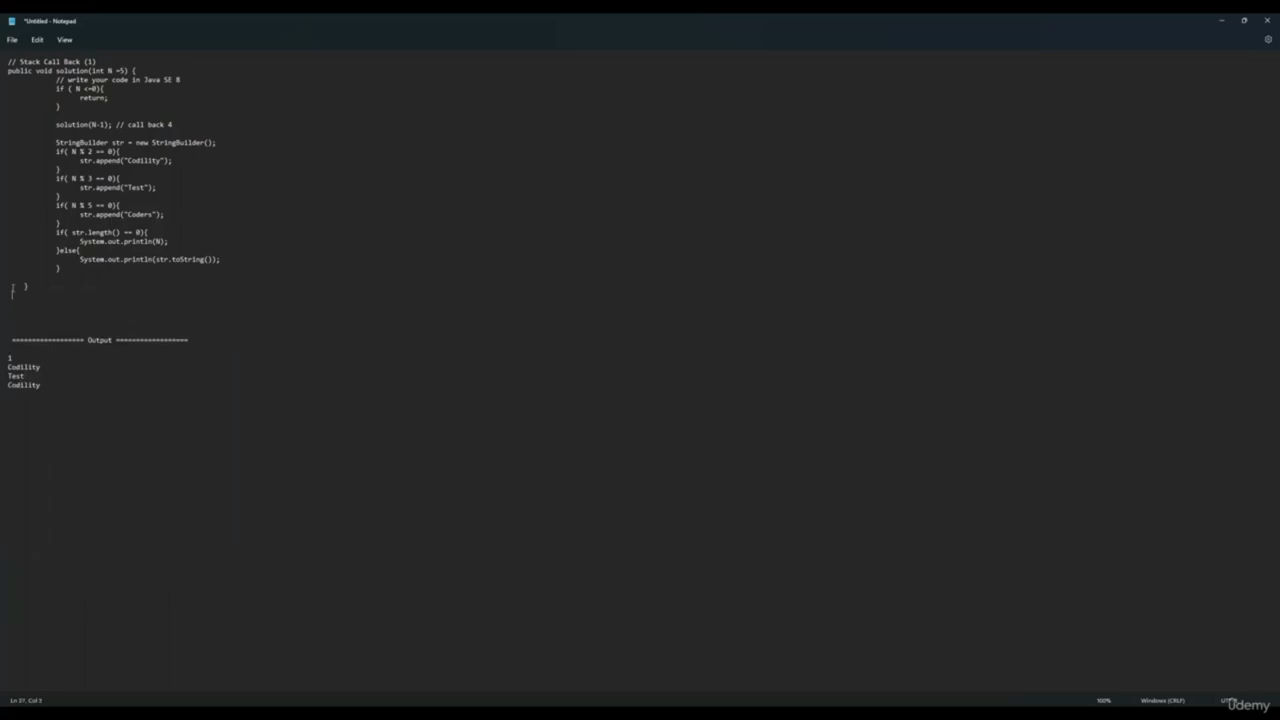 *Untitled - Notepad
File Edit View
// Stack Call Back (1)
public void solution(int N =5) {
// write your code in Java SE 8
if ( N <=0){
return;
}
solution(N-1); // call back 4
StringBuilder str = new StringBuilder();
if( N % 2 == 0){
str.append("Codility");
}
if( N % 3 == 0){
str.append("Test");
}
if( N % 5 == 0){
str.append("Coders");
}
if( str.length() == 0){
System.out.println(N);
}else{
System.out.println(str.toString());
}
}
================== Output ==================
1
Codility
Test
Codility
Ln 27, Col 2 100% Windows (CRLF)
Udemy